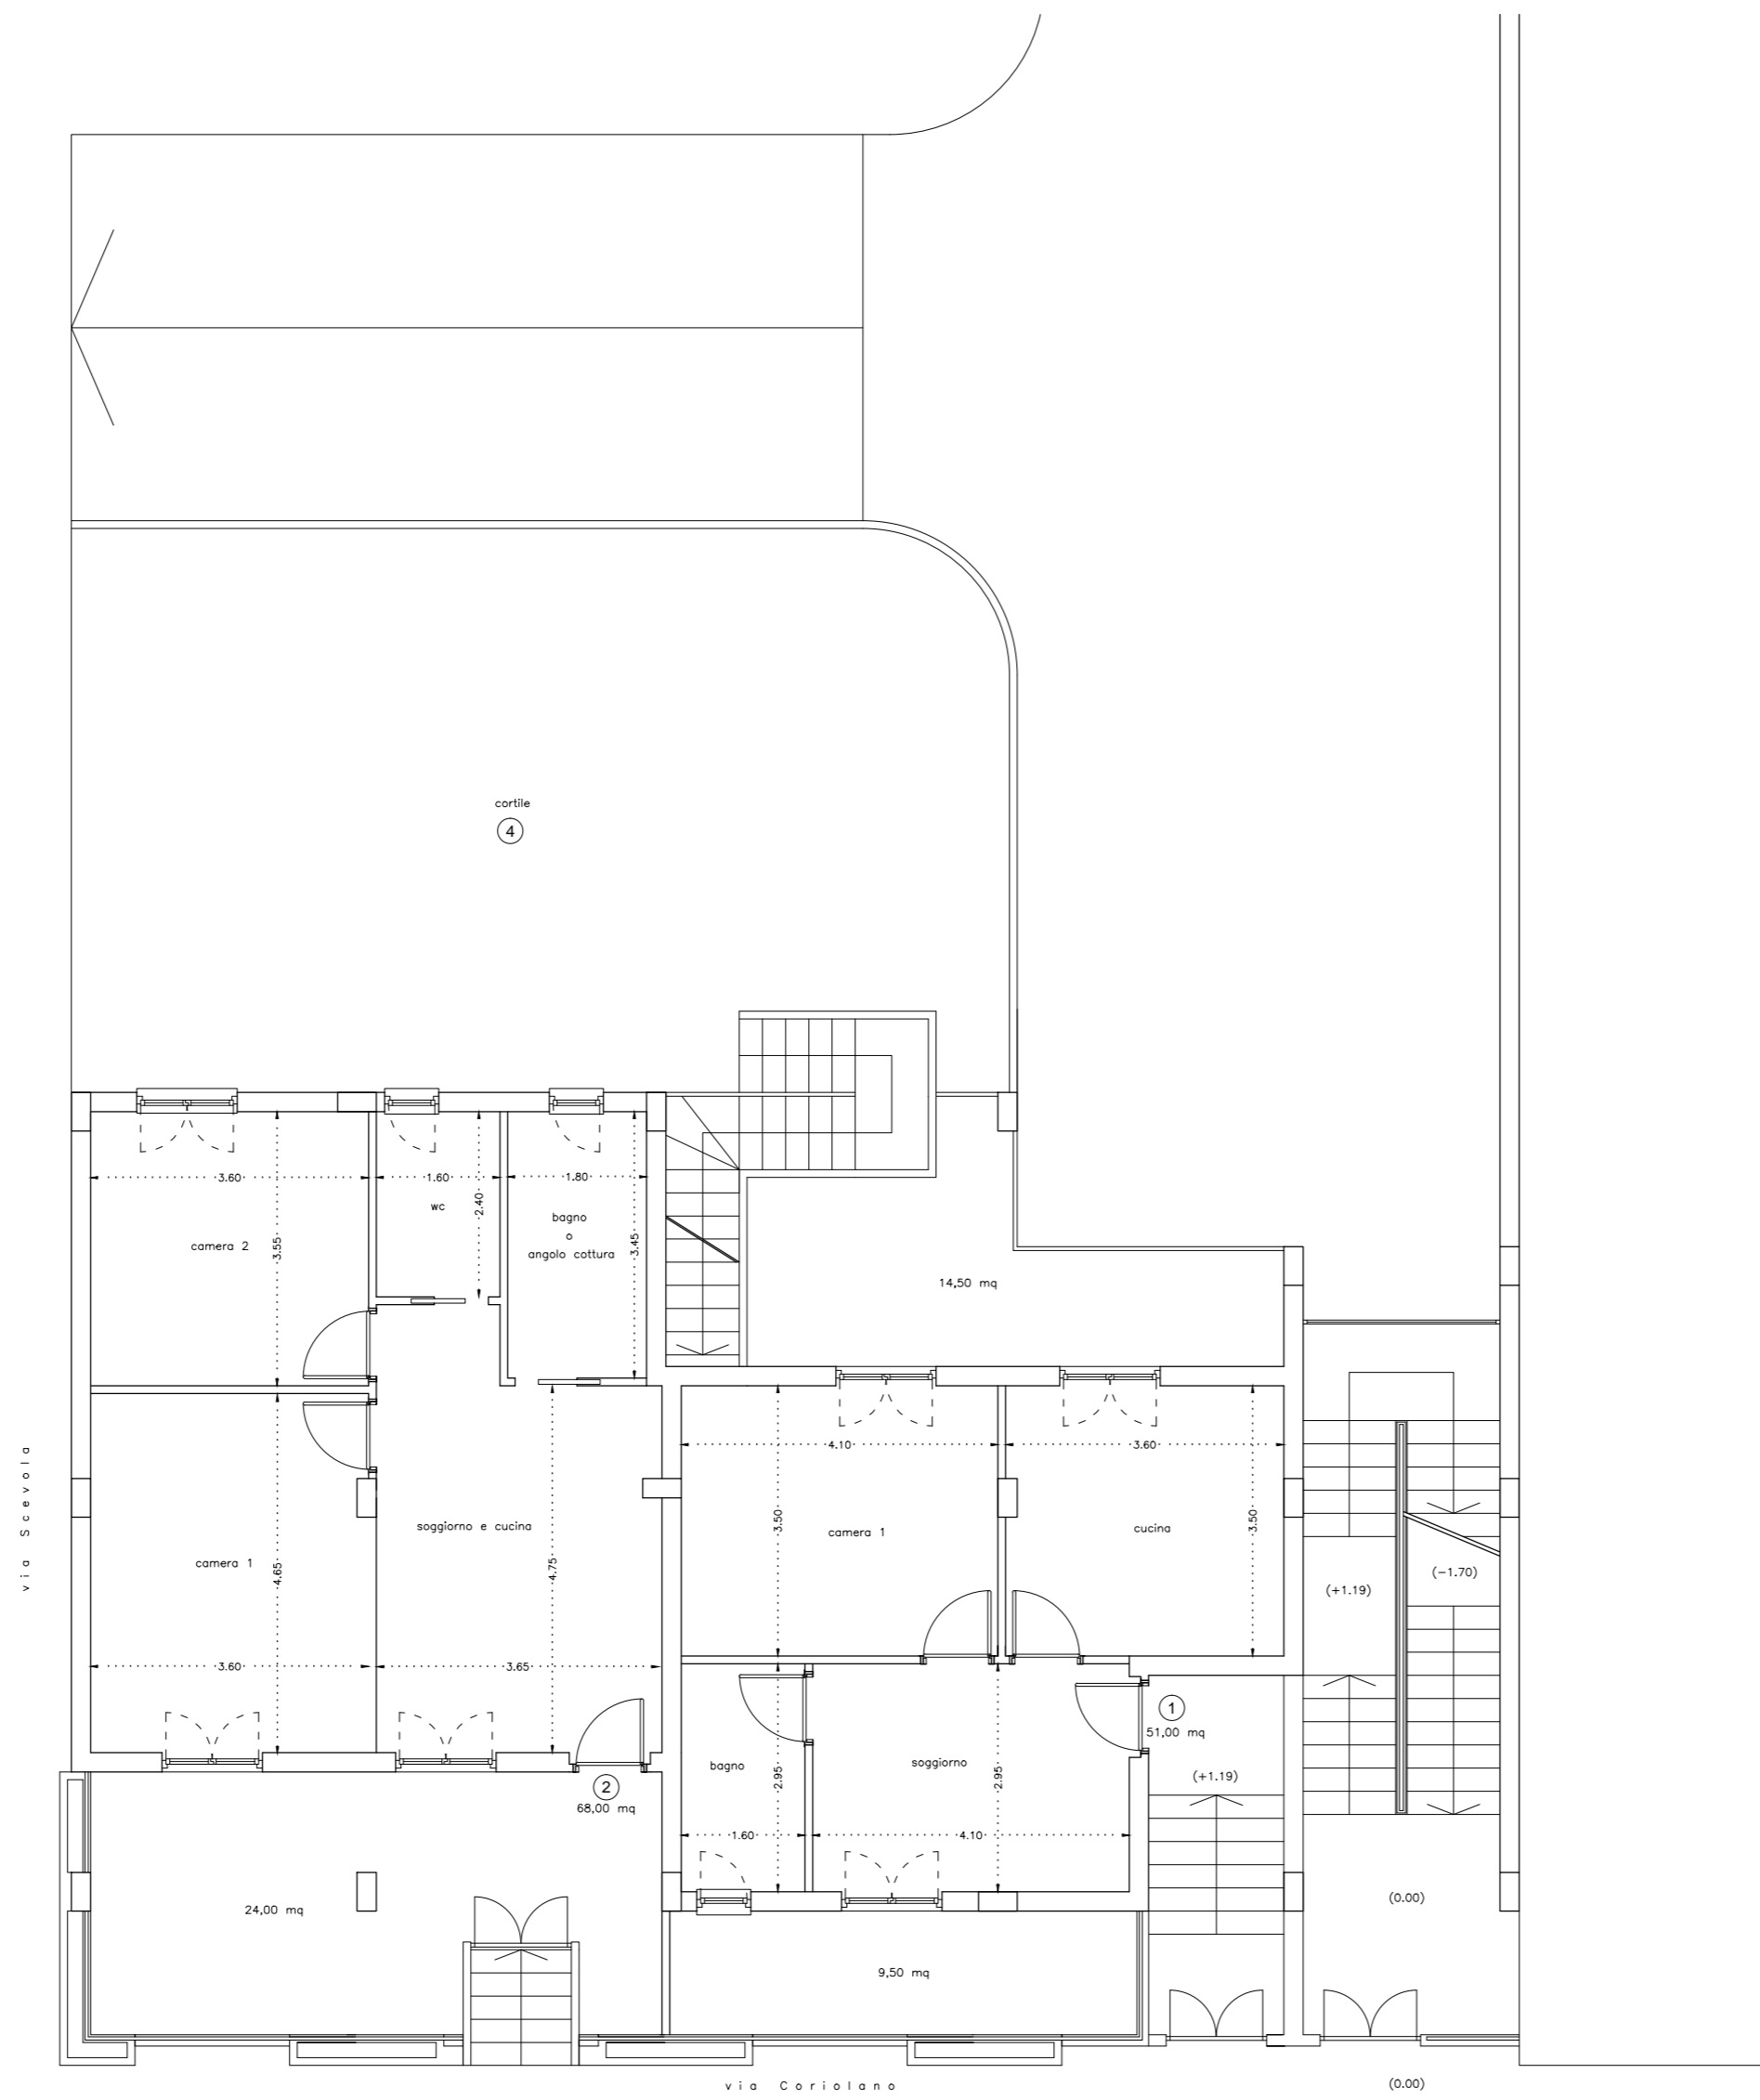 cortile
4
3.60
1.60
1.80
wc
2.40
bagno
o
angolo cottura
3.45
camera 2
3.55
14,50 mq
4.10
3.60
via Scevola
soggiorno e cucina
camera 1
4.65
4.75
3.50
camera 1
cucina
3.50
(+1.19)
(-1.70)
3.60
3.65
1
51,00 mq
2
68,00 mq
bagno
2.95
soggiorno
2.95
(+1.19)
1.60
4.10
24,00 mq
(0.00)
9,50 mq
via Coriolano
(0.00)